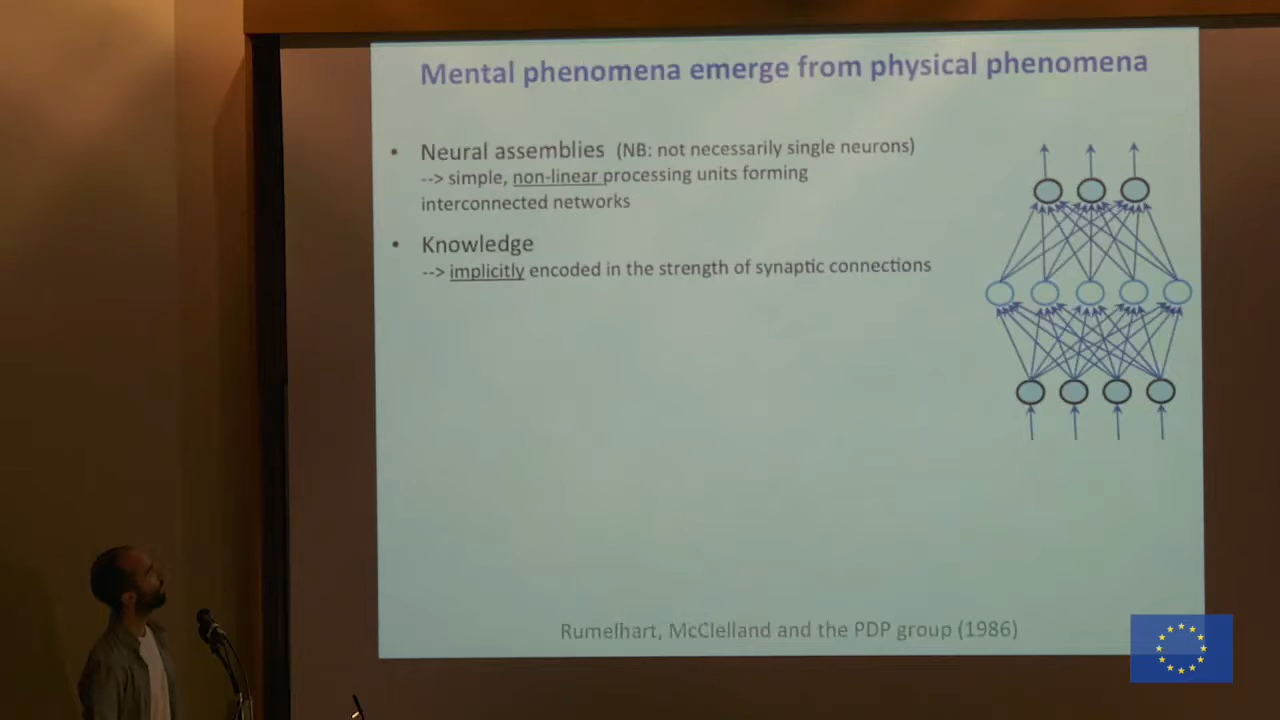 Mental phenomena emerge from physical phenomena
• Neural assemblies (NB: not necessarily single neurons)
--> simple, non-linear processing units forming
interconnected networks
• Knowledge
--> implicitly encoded in the strength of synaptic connections
Rumelhart, McClelland and the PDP group (1986)